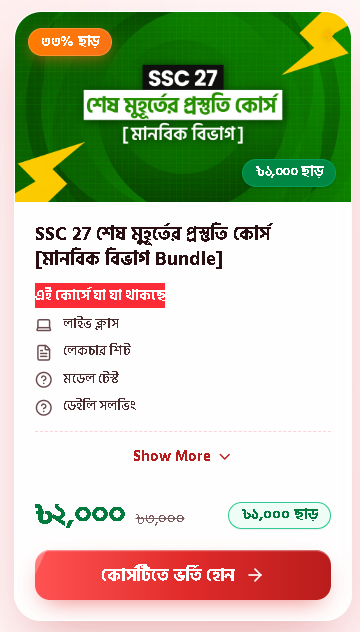 ৩৩% ছাড়
SSC 27
শেষ মুহূর্তের প্রস্তুতি কোর্স
[মানবিক বিভাগ]
৳১,০০০ ছাড়
SSC 27 শেষ মুহূর্তের প্রস্তুতি কোর্স
[মানবিক বিভাগ Bundle]
এই কোর্সে যা যা থাকছে
লাইভ ক্লাস
লেকচার শিট
মডেল টেস্ট
ডেইলি সলভিং
Show More
৳২,০০০ ৳৩,০০০ ৳১,০০০ ছাড়
কোর্সটিতে ভর্তি হোন